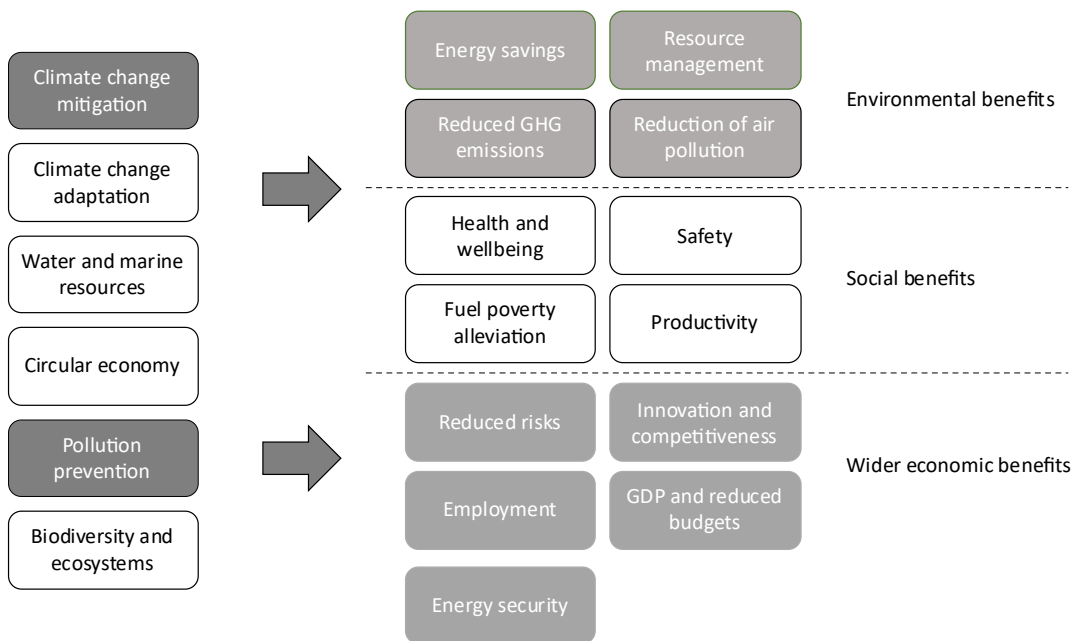 Climate change
mitigation
Climate change
adaptation
Water and marine
resources
Circular economy
Pollution
prevention
Biodiversity and
ecosystems
Energy savings
Resource
management
Reduced GHG
emissions
Reduction of air
pollution
Environmental benefits
Health and
wellbeing
Safety
Fuel poverty
alleviation
Productivity
Social benefits
Reduced risks
Innovation and
competitiveness
Employment
GDP and reduced
budgets
Energy security
Wider economic benefits